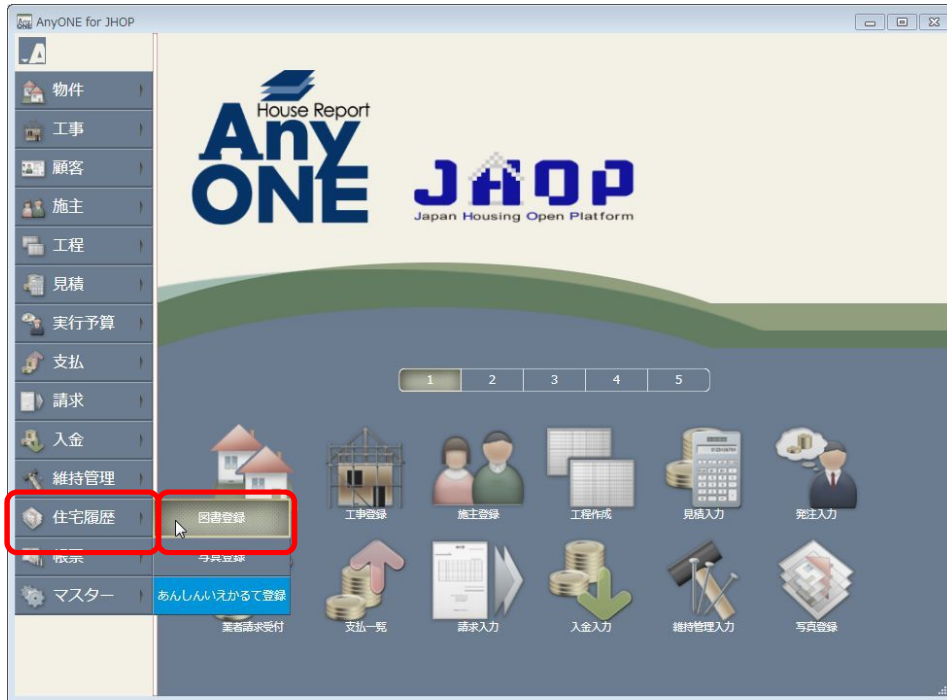 AnyONE for JHOP
物件
工事
顧客
施主
工程
見積
実行予算
支払
請求
入金
維持管理
住宅履歴
帳票
マスター
House Report
Any
ONE
JHOP
Japan Housing Open Platform
1 2 3 4 5
図書登録
写真登録
あんしんいえかるて登録
工事登録
施主登録
工程作成
見積入力
発注入力
業者請求受付
支払一覧
請求入力
入金入力
維持管理入力
写真登録